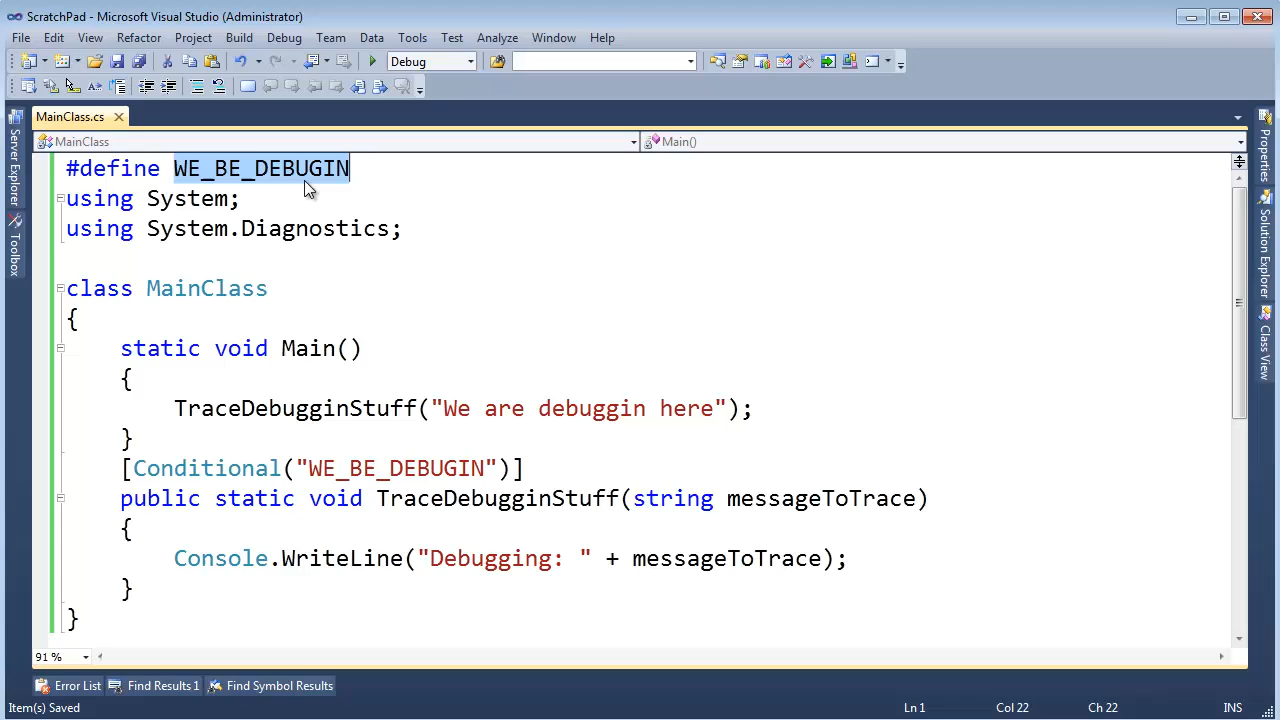 ScratchPad - Microsoft Visual Studio (Administrator)
File Edit View Refactor Project Build Debug Team Data Tools Test Analyze Window Help
Debug
MainClass.cs
MainClass Main()
#define WE_BE_DEBUGIN
using System;
using System.Diagnostics;
class MainClass
{
static void Main()
{
TraceDebugginStuff("We are debuggin here");
}
[Conditional("WE_BE_DEBUGIN")]
public static void TraceDebugginStuff(string messageToTrace)
{
Console.WriteLine("Debugging: " + messageToTrace);
}
}
91 %
Server Explorer
Toolbox
Properties
Solution Explorer
Class View
Error List Find Results 1 Find Symbol Results
Item(s) Saved Ln 1 Col 22 Ch 22 INS